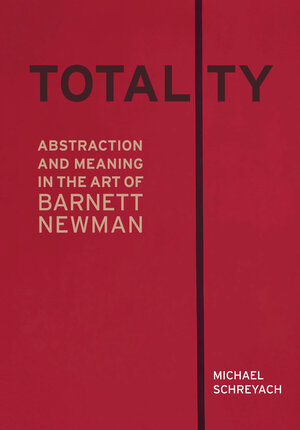 TOTALITY
ABSTRACTION
AND MEANING
IN THE ART OF
BARNETT
NEWMAN
MICHAEL
SCHREYACH